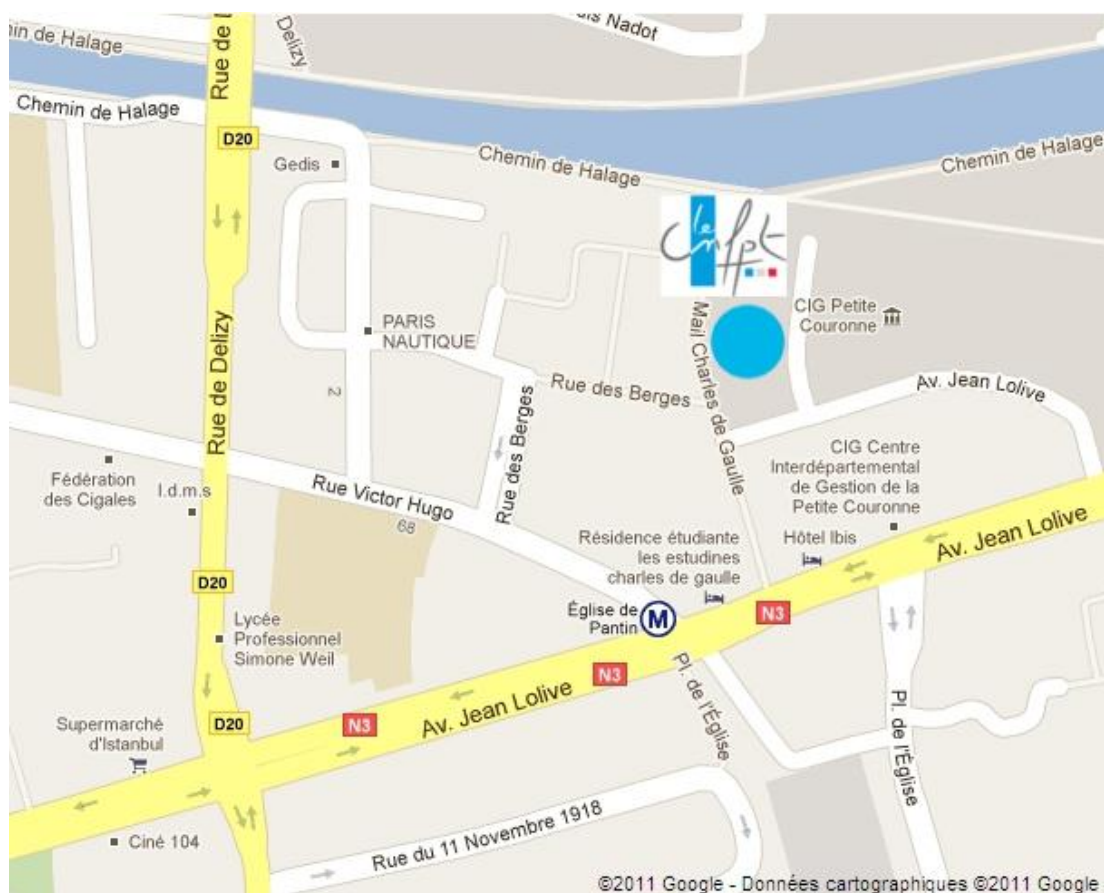 Rue de
Delizy
is Nadot
min de Halage
Chemin de Halage
D20
Gedis
Chemin de Halage
Chemin de Halage
le
cnfpt
CIG Petite
Couronne
PARIS
NAUTIQUE
Rue de Delizy
Mail Charles de Gaulle
Rue des Berges
Av. Jean Lolive
2
Rue des Berges
CIG Centre
Interdépartemental
de Gestion de la
Petite Couronne
Fédération
des Cigales
I.d.m.s
Rue Victor Hugo
68
Résidence étudiante
les estudines
charles de gaulle
Hôtel Ibis
Av. Jean Lolive
D20
Église de
Pantin
M
N3
Lycée
Professionnel
Simone Weil
N3
Pl. de l'Église
Av. Jean Lolive
N3
D20
Pl. de l'Église
Supermarché
d'Istanbul
Ciné 104
Rue du 11 Novembre 1918
©2011 Google - Données cartographiques ©2011 Google